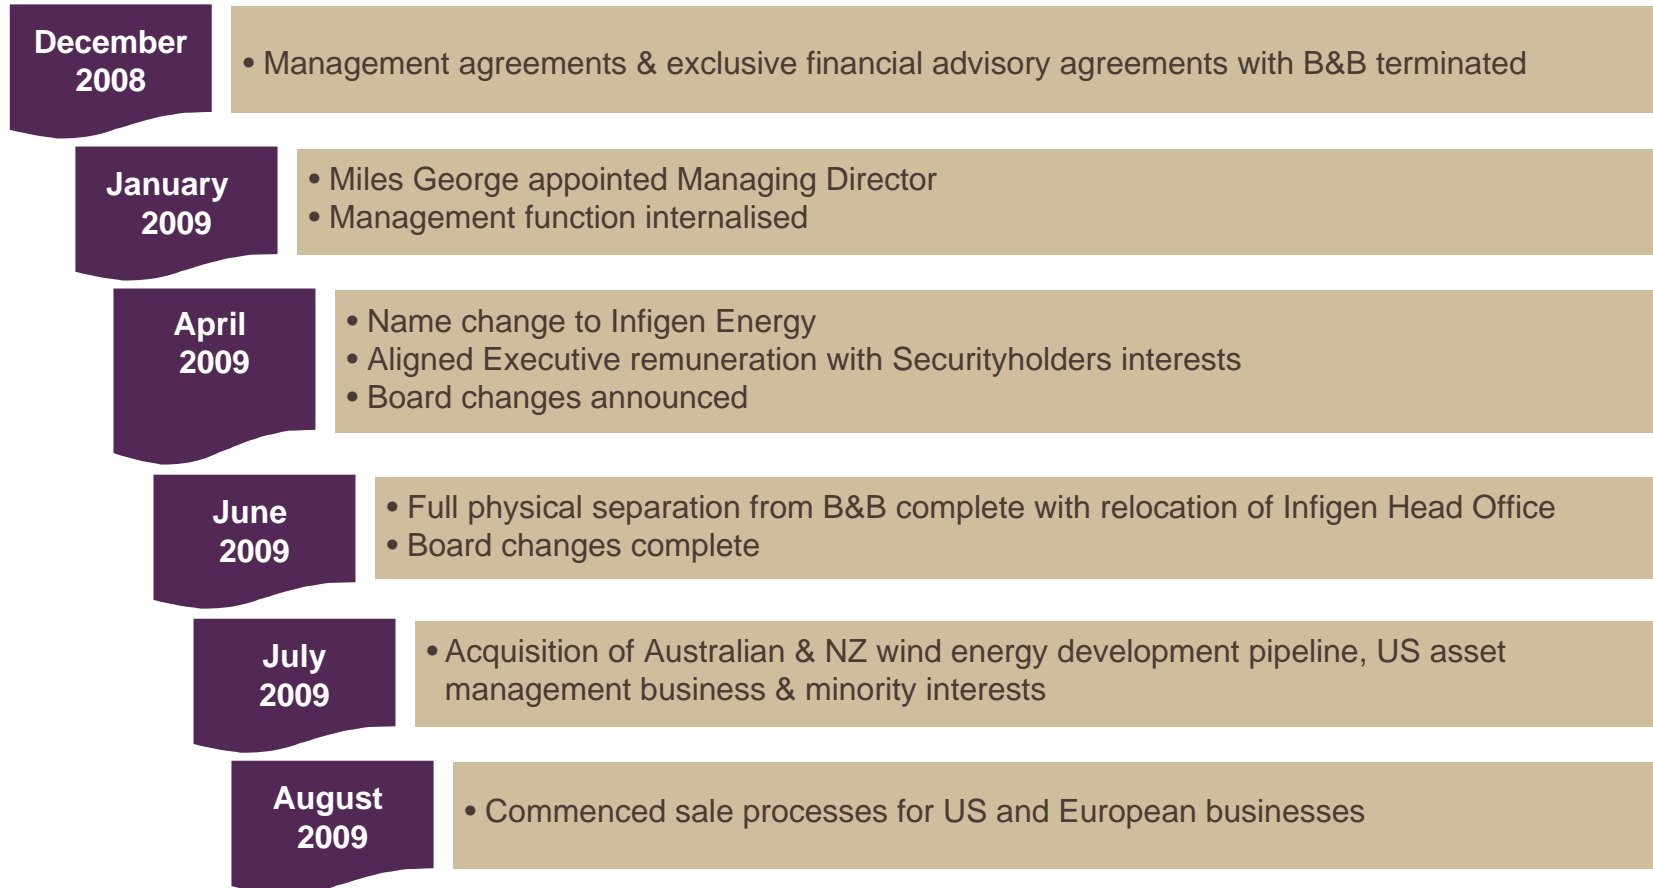 December
2008
• Management agreements & exclusive financial advisory agreements with B&B terminated
January
2009
• Miles George appointed Managing Director
• Management function internalised
April
2009
• Name change to Infigen Energy
• Aligned Executive remuneration with Securityholders interests
• Board changes announced
June
2009
• Full physical separation from B&B complete with relocation of Infigen Head Office
• Board changes complete
July
2009
• Acquisition of Australian & NZ wind energy development pipeline, US asset
management business & minority interests
August
2009
• Commenced sale processes for US and European businesses